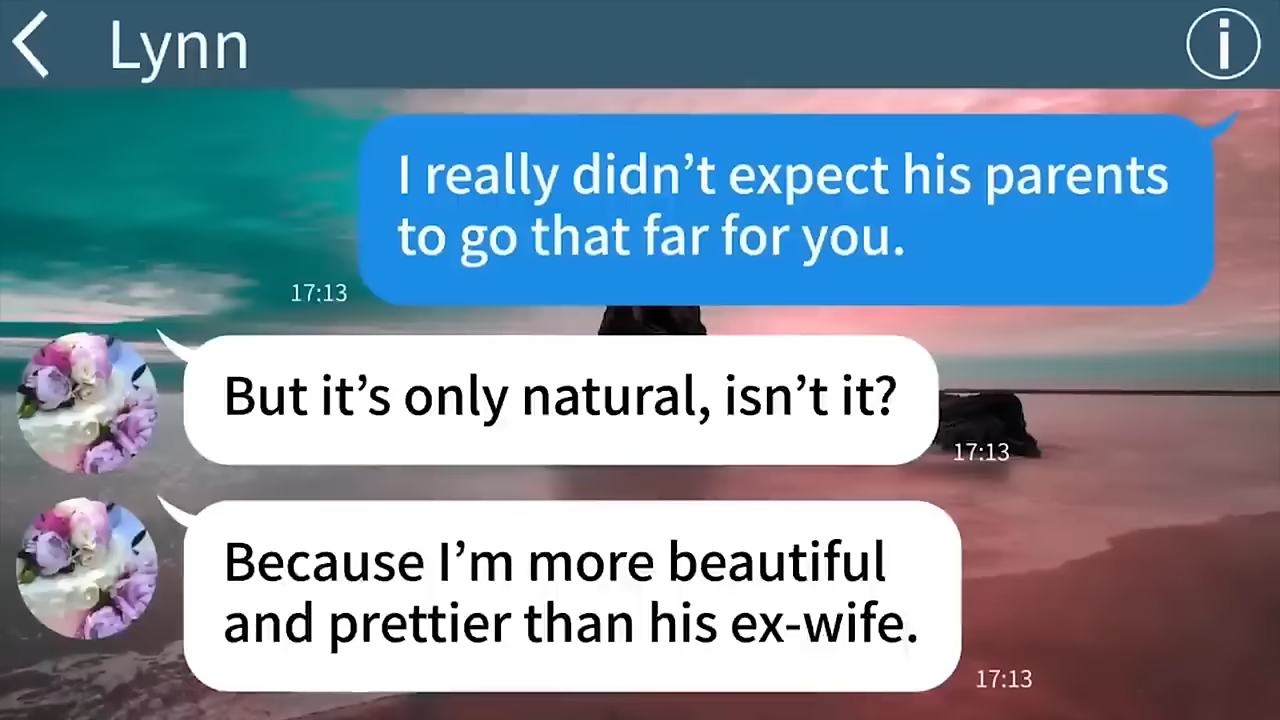 Lynn
I really didn’t expect his parents
to go that far for you.
17:13
But it’s only natural, isn’t it?
17:13
Because I’m more beautiful
and prettier than his ex-wife.
17:13